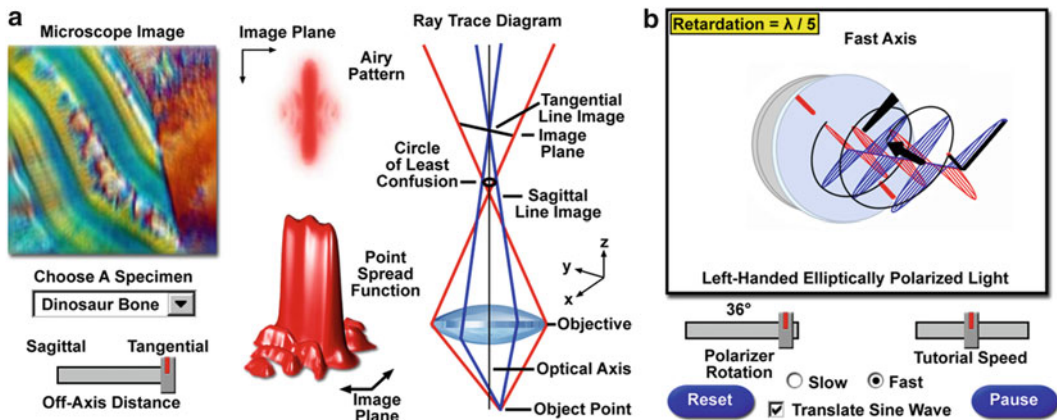 a
Microscope Image
Choose A Specimen
Dinosaur Bone
Sagittal
Tangential
Off-Axis Distance
Image Plane
Airy
Pattern
Point
Spread
Function
Image
Plane
Ray Trace Diagram
Tangential
Line Image
Image
Plane
Circle
of Least
Confusion
Sagittal
Line Image
z
y
x
Objective
Optical Axis
Object Point
b
Retardation = λ / 5
Fast Axis
Left-Handed Elliptically Polarized Light
36°
Polarizer
Rotation
Tutorial Speed
Slow
Fast
Reset
Translate Sine Wave
Pause